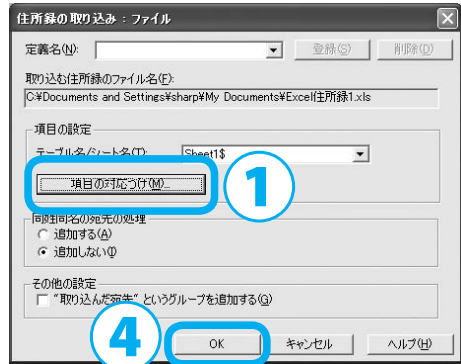 住所録の取り込み：ファイル
定義名(N):
登録(S)
削除(D)
取り込む住所録のファイル名(F):
C:¥Documents and Settings¥sharp¥My Documents¥Excel住所録1.xls
項目の設定
テーブル名/シート名(T):
Sheet1$
項目の対応づけ(M)...
1
同姓同名の宛先の処理
追加する(A)
追加しない(I)
その他の設定
"取り込んだ宛先" というグループを追加する(G)
4
OK
キャンセル
ヘルプ(H)